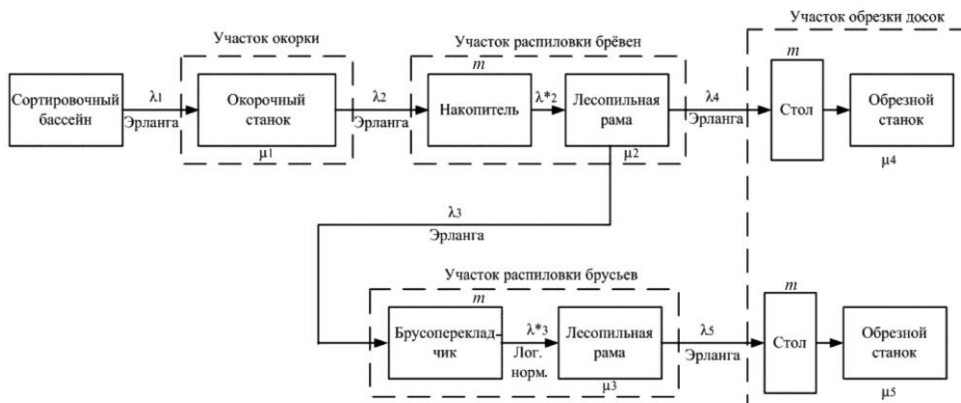 Участок обрезки досок
Участок окорки
Участок распиловки брёвен
m
m
Сортировочный
бассейн
λ1
Эрланга
Окорочный
станок
μ1
λ2
Эрланга
Накопитель
λ*2
Лесопильная
рама
μ2
λ4
Эрланга
Стол
Обрезной
станок
μ4
λ3
Эрланга
Участок распиловки брусьев
m
m
Брусоперeклад-
чик
λ*3
Лог.
норм.
Лесопильная
рама
μ3
λ5
Эрланга
Стол
Обрезной
станок
μ5